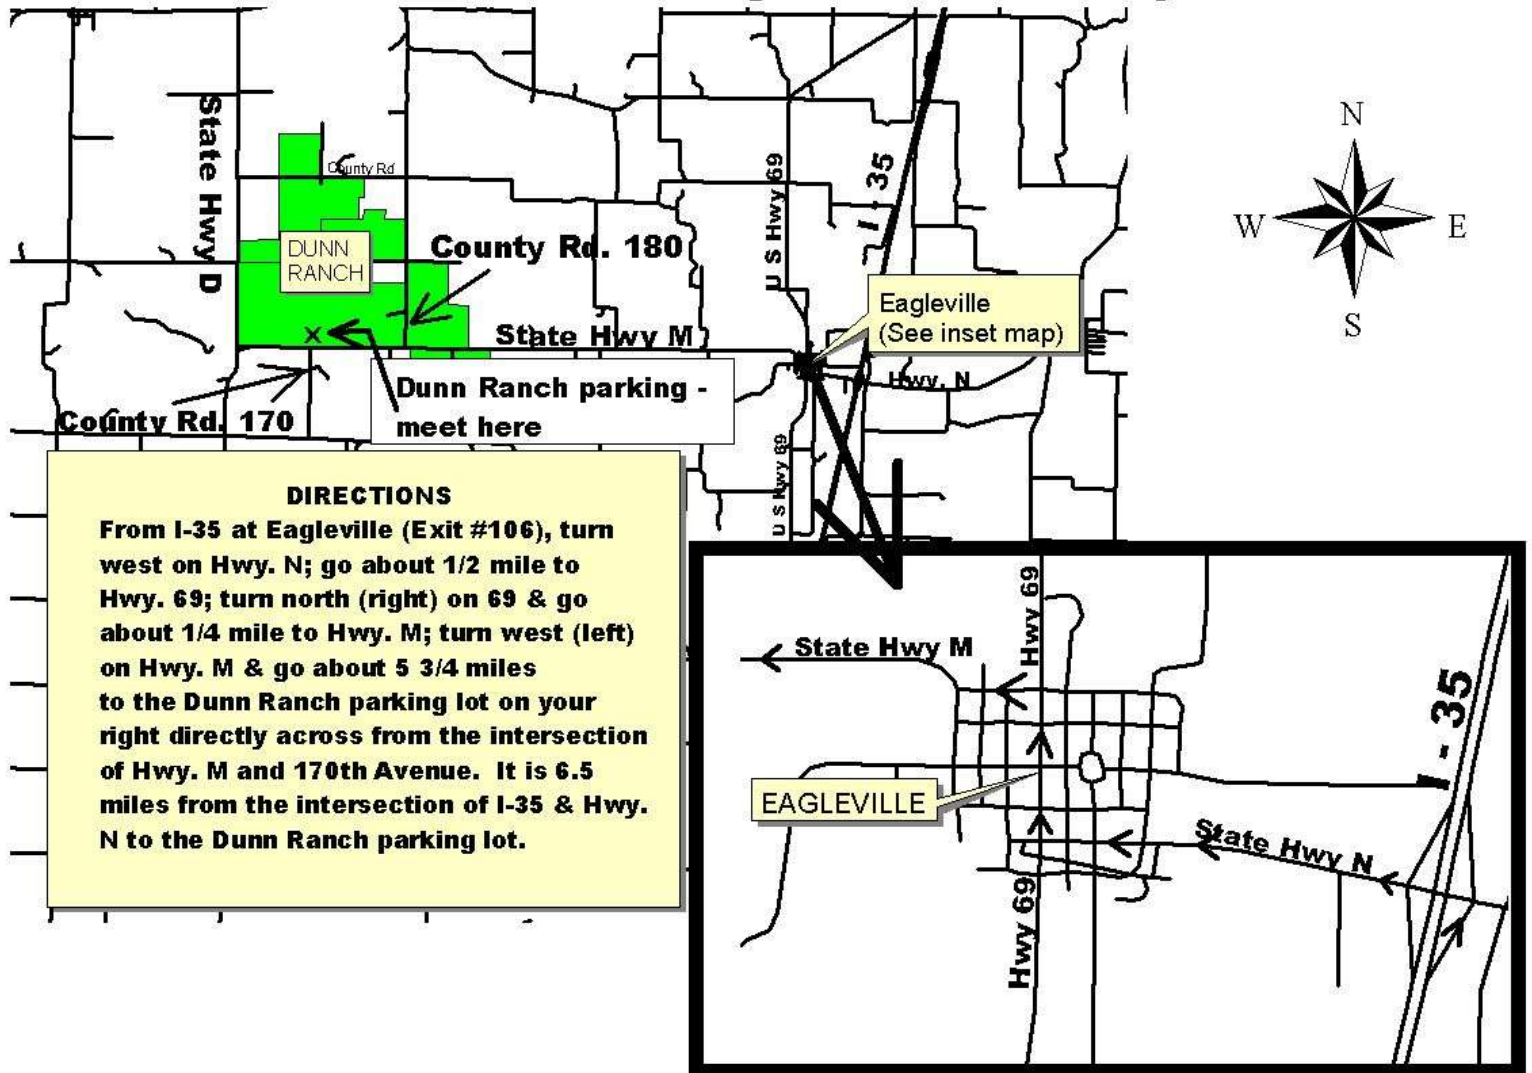 State Hwy D
County Rd
DUNN
RANCH
County Rd. 180
U S Hwy 69
I - 35
Eagleville
(See inset map)
State Hwy M
Hwy. N
Dunn Ranch parking -
meet here
County Rd. 170
U S Hwy 69
N
W
E
S
DIRECTIONS
From I-35 at Eagleville (Exit #106), turn
west on Hwy. N; go about 1/2 mile to
Hwy. 69; turn north (right) on 69 & go
about 1/4 mile to Hwy. M; turn west (left)
on Hwy. M & go about 5 3/4 miles
to the Dunn Ranch parking lot on your
right directly across from the intersection
of Hwy. M and 170th Avenue. It is 6.5
miles from the intersection of I-35 & Hwy.
N to the Dunn Ranch parking lot.
Hwy 69
State Hwy M
I - 35
EAGLEVILLE
State Hwy N
Hwy 69